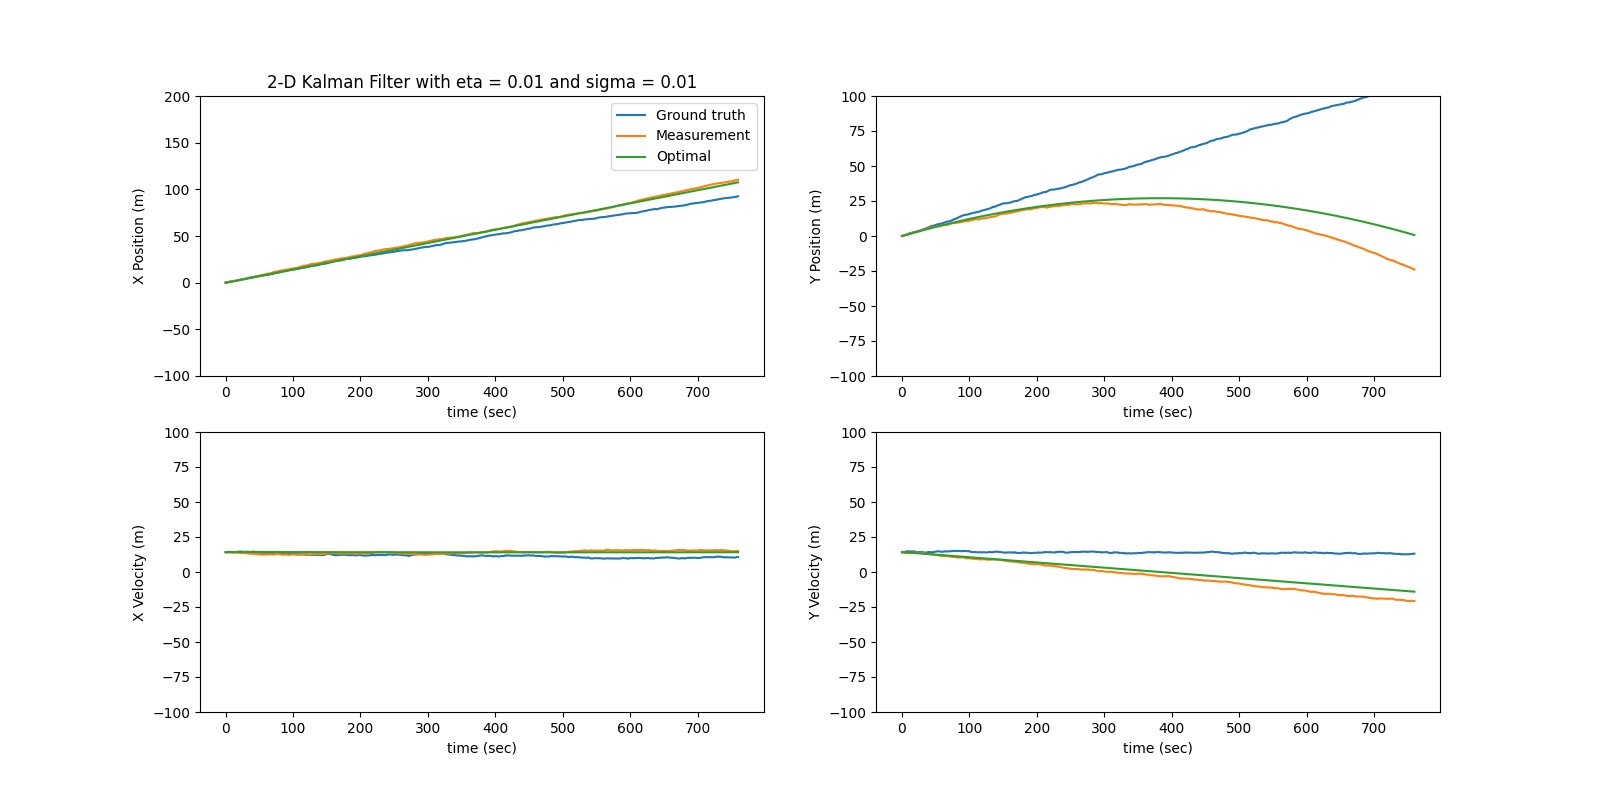 2-D Kalman Filter with eta = 0.01 and sigma = 0.01
200
150
100
50
0
−50
−100
X Position (m)
Ground truth
Measurement
Optimal
0 100 200 300 400 500 600 700
time (sec)
100
75
50
25
0
−25
−50
−75
−100
Y Position (m)
0 100 200 300 400 500 600 700
time (sec)
100
75
50
25
0
−25
−50
−75
−100
X Velocity (m)
0 100 200 300 400 500 600 700
time (sec)
100
75
50
25
0
−25
−50
−75
−100
Y Velocity (m)
0 100 200 300 400 500 600 700
time (sec)